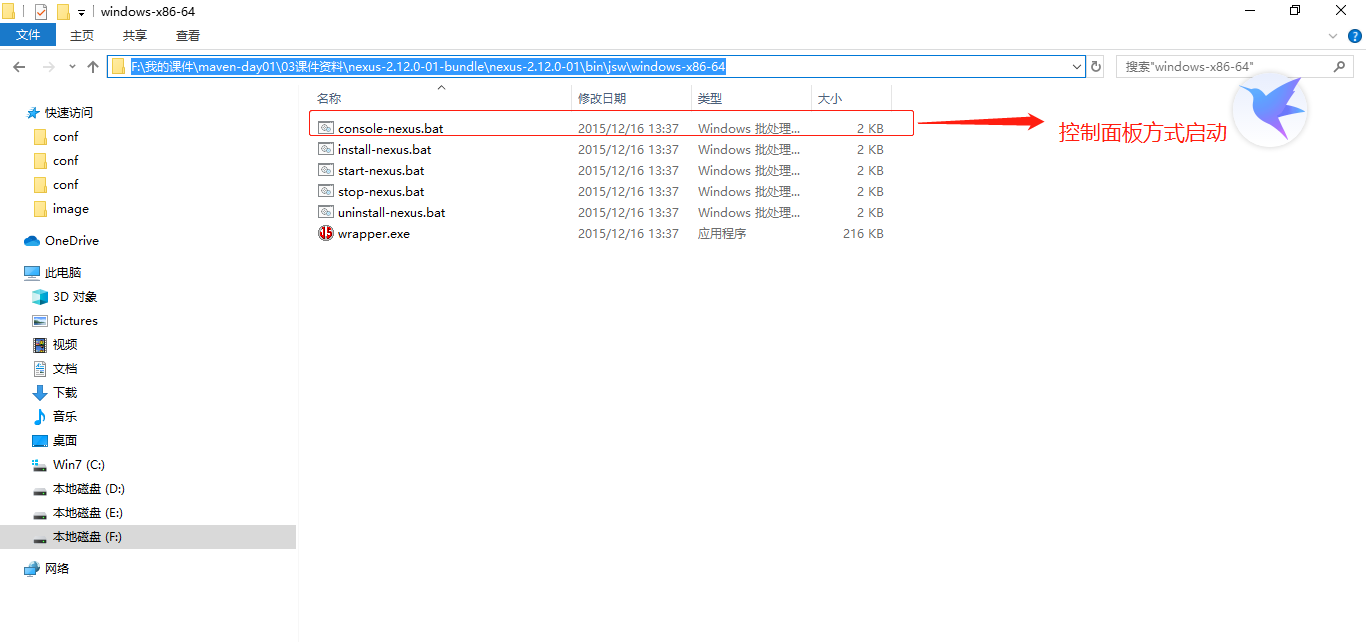 windows-x86-64
文件 主页 共享 查看
F:\我的课件\maven-day01\03课件资料\nexus-2.12.0-01-bundle\nexus-2.12.0-01\bin\jsw\windows-x86-64
搜索"windows-x86-64"
快速访问
conf
conf
conf
image
OneDrive
此电脑
3D 对象
Pictures
视频
文档
下载
音乐
桌面
Win7 (C:)
本地磁盘 (D:)
本地磁盘 (E:)
本地磁盘 (F:)
网络
名称 修改日期 类型 大小
console-nexus.bat 2015/12/16 13:37 Windows 批处理... 2 KB
install-nexus.bat 2015/12/16 13:37 Windows 批处理... 2 KB
start-nexus.bat 2015/12/16 13:37 Windows 批处理... 2 KB
stop-nexus.bat 2015/12/16 13:37 Windows 批处理... 2 KB
uninstall-nexus.bat 2015/12/16 13:37 Windows 批处理... 2 KB
wrapper.exe 2015/12/16 13:37 应用程序 216 KB
控制面板方式启动